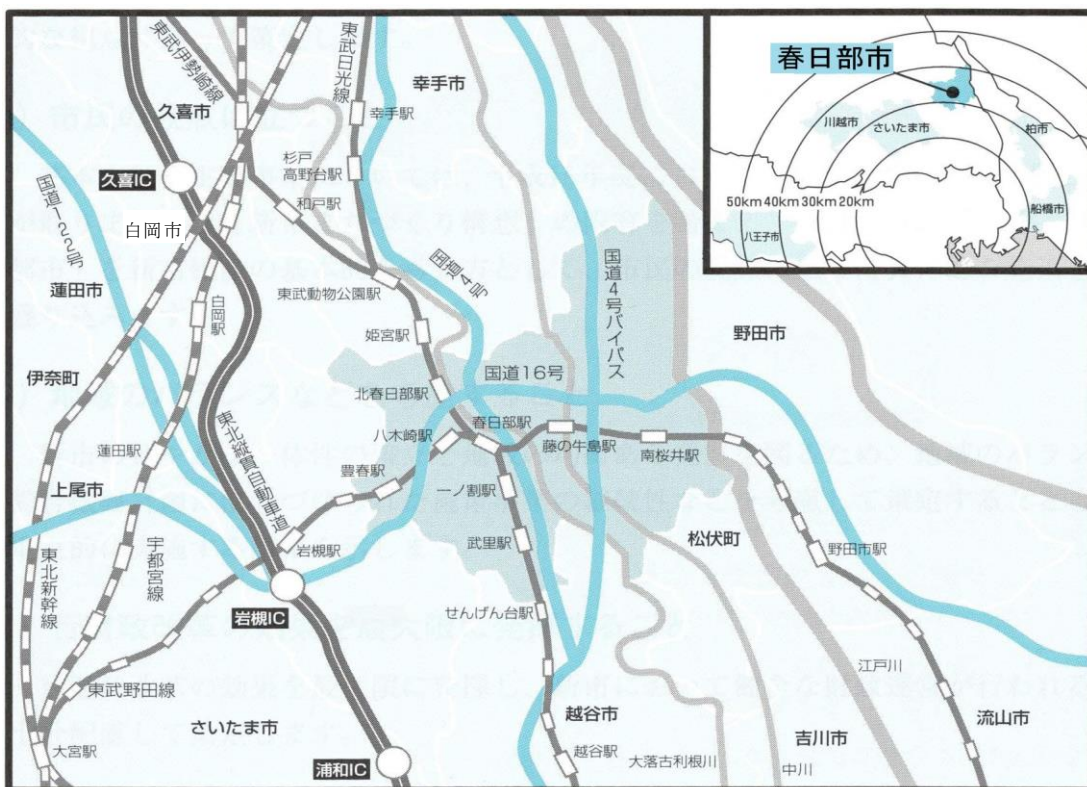 東武伊勢崎線
東武日光線
幸手市
久喜市
幸手駅
杉戸
高野台駅
久喜IC
和戸駅
国道122号
白岡市
国道4号
国道4号バイパス
蓮田市
東武動物公園駅
白岡駅
野田市
姫宮駅
伊奈町
国道16号
北春日部駅
東北縦貫自動車道
八木崎駅
春日部駅
藤の牛島駅
南桜井駅
蓮田駅
豊春駅
一ノ割駅
上尾市
武里駅
松伏町
野田市駅
岩槻駅
東北新幹線
宇都宮線
岩槻IC
せんげん台駅
江戸川
東武野田線
さいたま市
越谷市
流山市
吉川市
大宮駅
浦和IC
越谷駅
大落古利根川
中川
春日部市
川越市
さいたま市
柏市
50km
40km
30km
20km
船橋市
八王子市